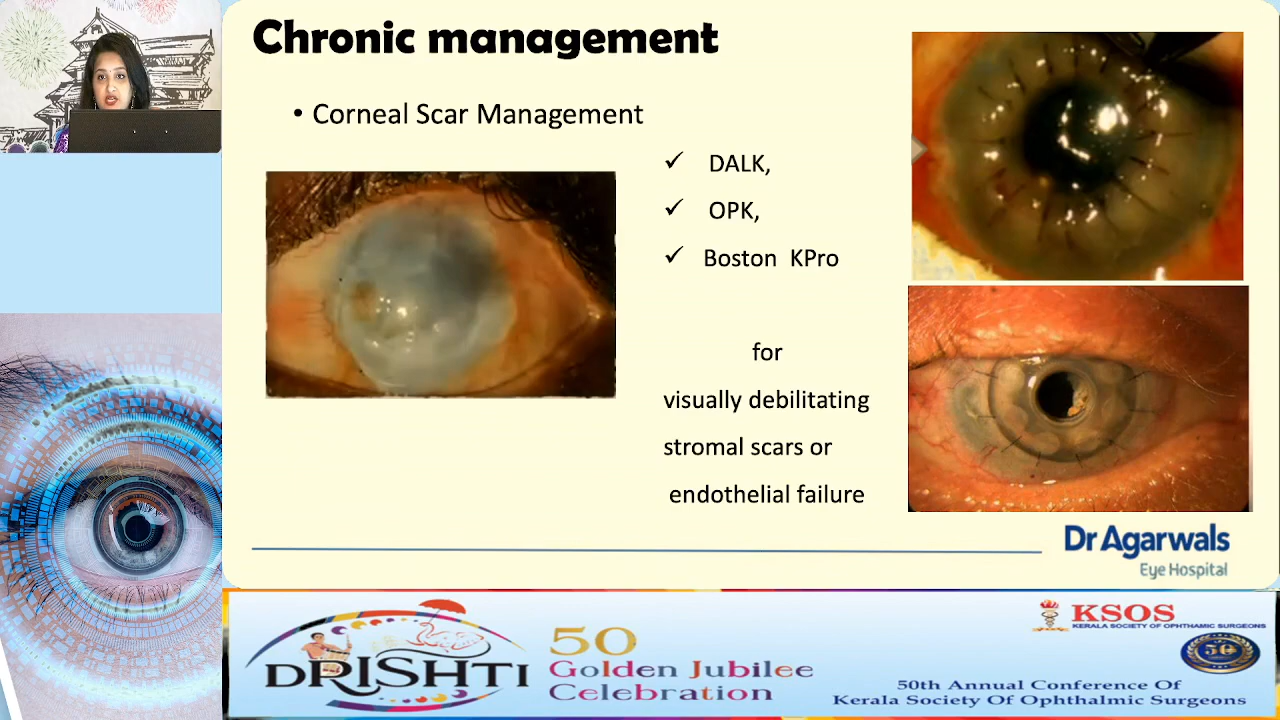 Chronic management
• Corneal Scar Management
✓ DALK,
✓ OPK,
✓ Boston KPro
for
visually debilitating
stromal scars or
endothelial failure
Dr Agarwals
Eye Hospital
DRISHTI
50
Golden Jubilee
Celebration
KSOS
KERALA SOCIETY OF OPHTHAMIC SURGEONS
50
50th Annual Conference Of
Kerala Society Of Ophthalmic Surgeons